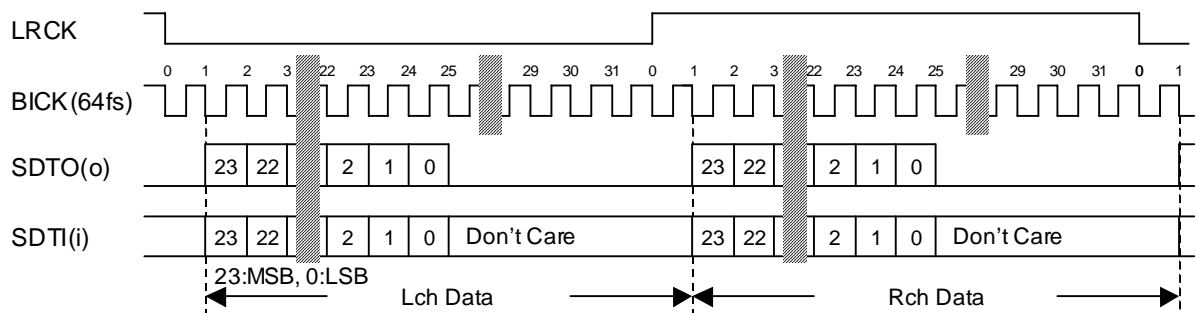 LRCK
0 1 2 3 22 23 24 25 29 30 31 0 1 2 3 22 23 24 25 29 30 31 0 1
BICK(64fs)
SDTO(o) 23 22 2 1 0 23 22 2 1 0
SDTI(i) 23 22 2 1 0 Don't Care 23 22 2 1 0 Don't Care
23:MSB, 0:LSB
Lch Data Rch Data